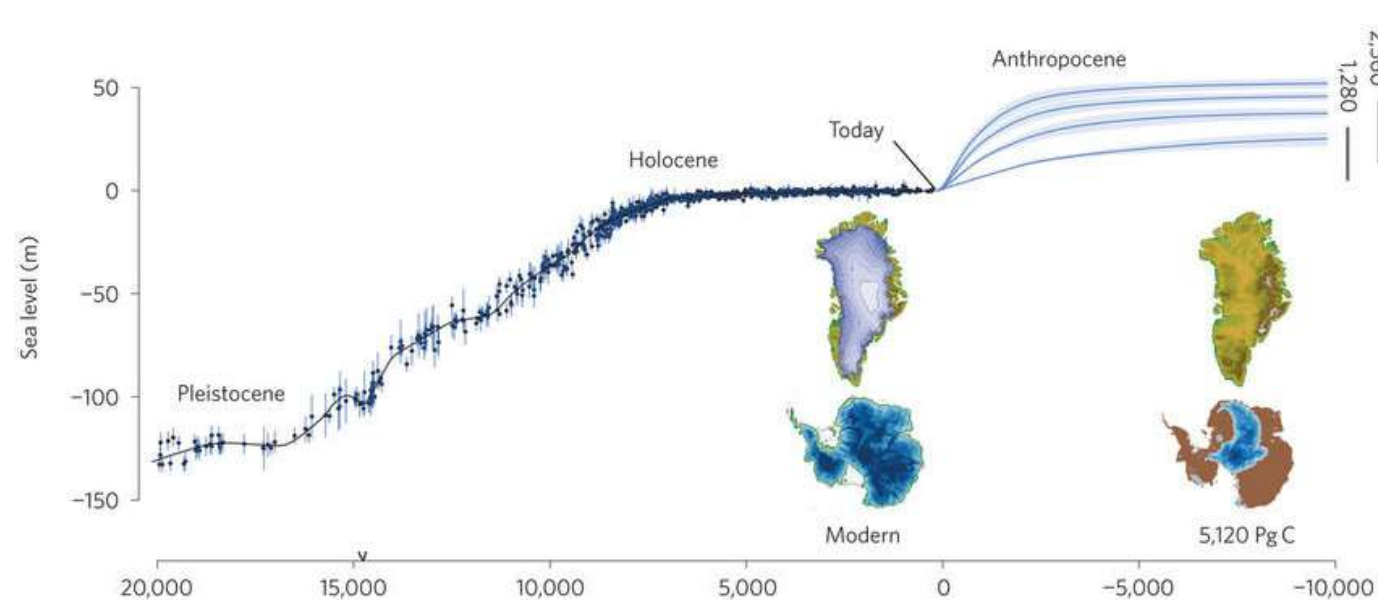 Anthropocene
50
1,280
Today
Holocene
0
Sea level (m)
−50
Pleistocene
−100
−150
Modern
5,120 Pg C
20,000
15,000
10,000
5,000
0
−5,000
−10,000